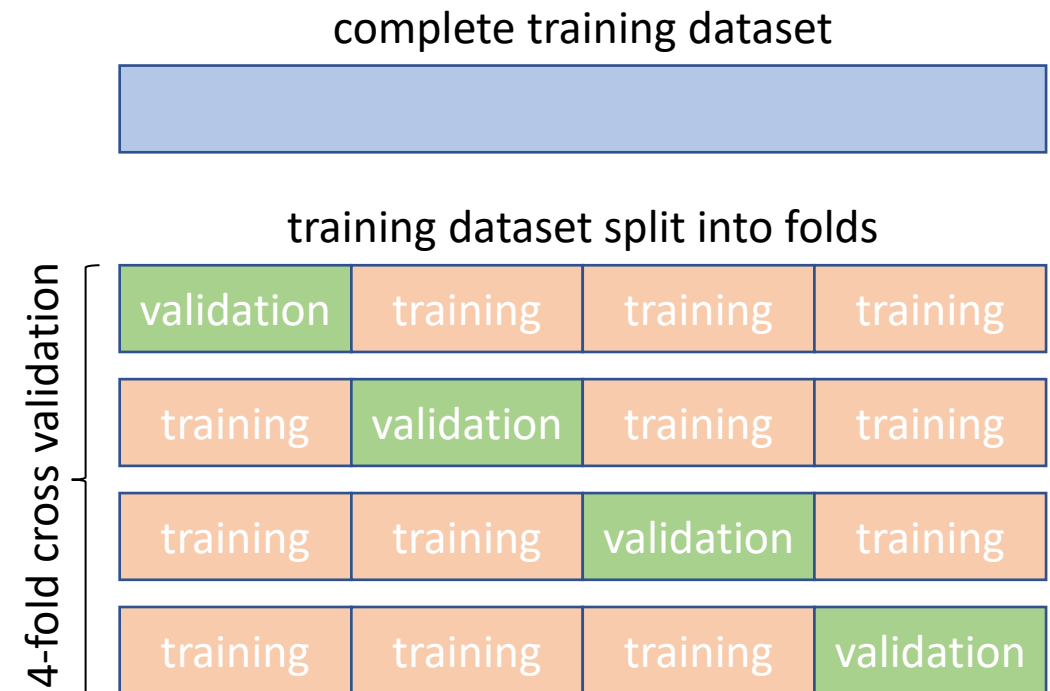 complete training dataset
training dataset split into folds
4-fold cross validation
validation training training training
training validation training training
training training validation training
training training training validation